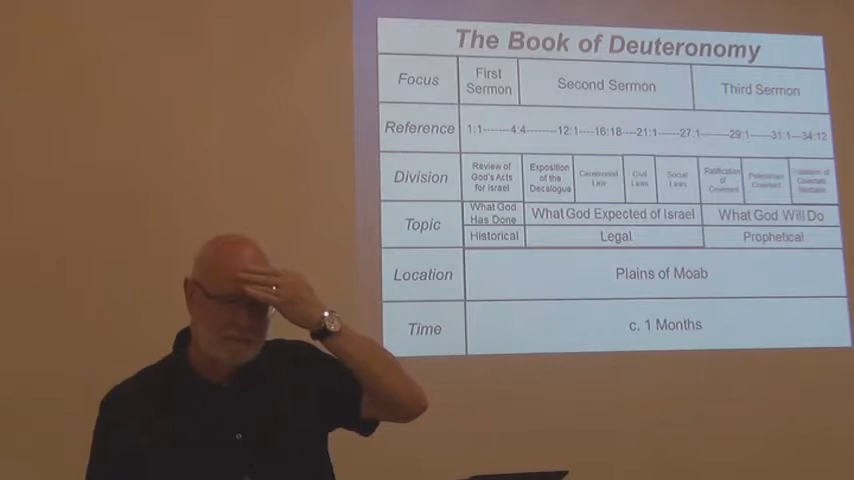 The Book of Deuteronomy
Focus
First
Sermon
Second Sermon
Third Sermon
Reference
1:1-------4:4--------12:1----16:18----21:1------27:1--------29:1------31:1---34:12
Division
Review of
God's Acts
for Israel
Exposition
of the
Decalogue
Ceremonial
Law
Civil
Laws
Social
Laws
Ratification
of
Covenant
Palestinian
Covenant
of
Covenant
Topic
What God
Has Done
What God Expected of Israel
What God Will Do
Historical
Legal
Prophetical
Location
Plains of Moab
Time
c. 1 Months